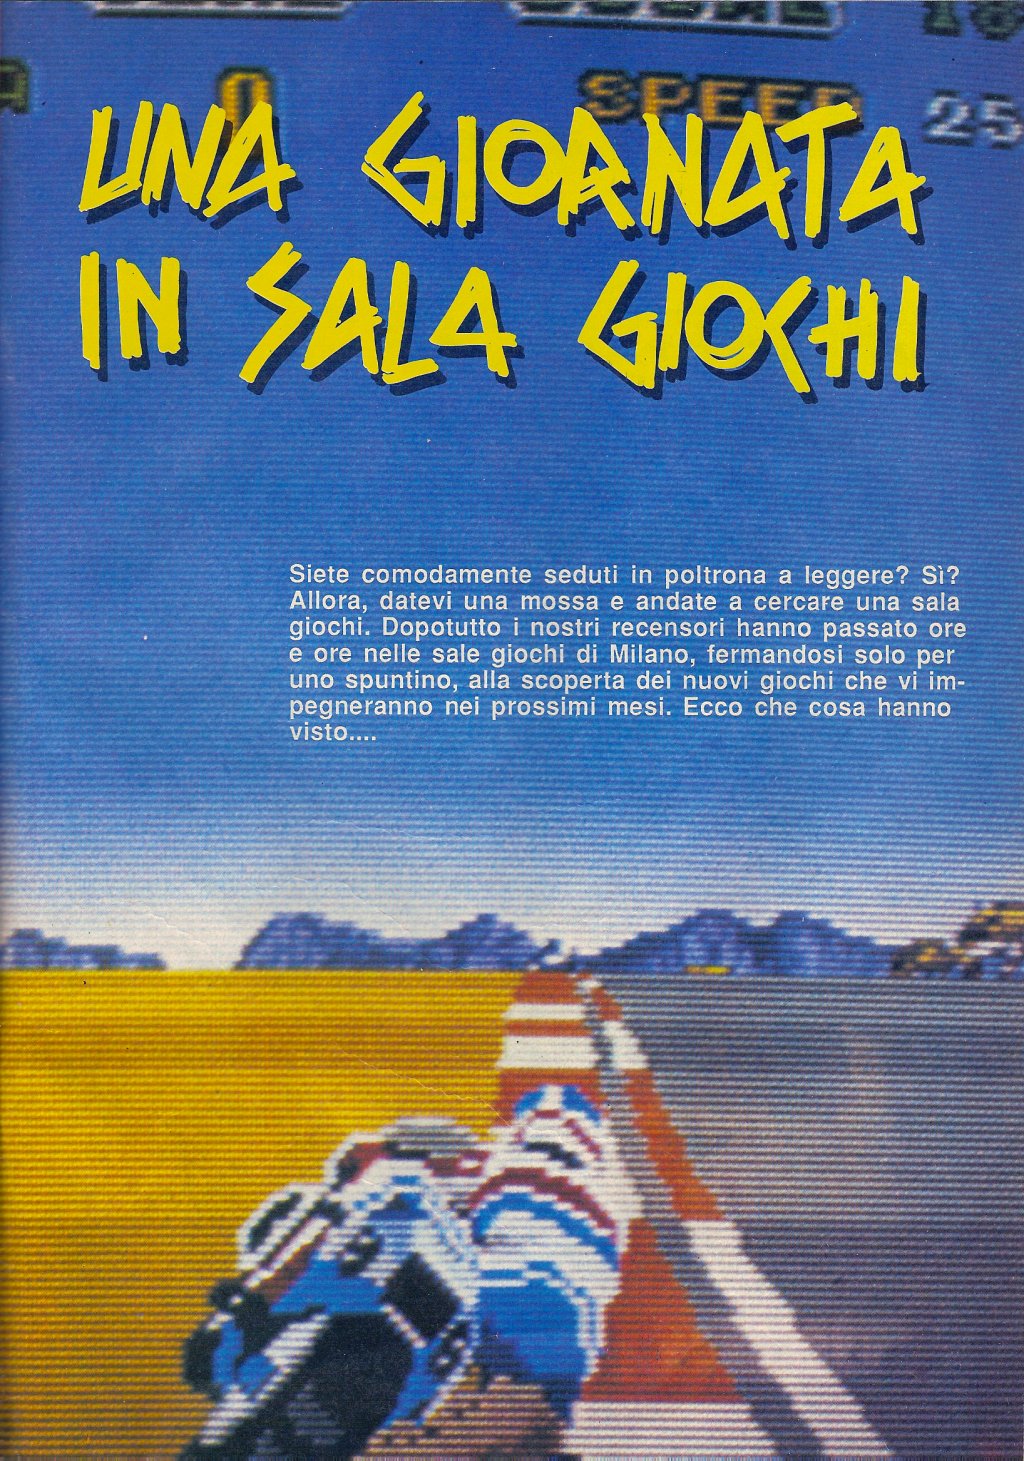 0 SPEED 25
UNA GIORNATA
IN SALA GIOCHI
Siete comodamente seduti in poltrona a leggere? Sì?
Allora, datevi una mossa e andate a cercare una sala
giochi. Dopotutto i nostri recensori hanno passato ore
e ore nelle sale giochi di Milano, fermandosi solo per
uno spuntino, alla scoperta dei nuovi giochi che vi im-
pegneranno nei prossimi mesi. Ecco che cosa hanno
visto....